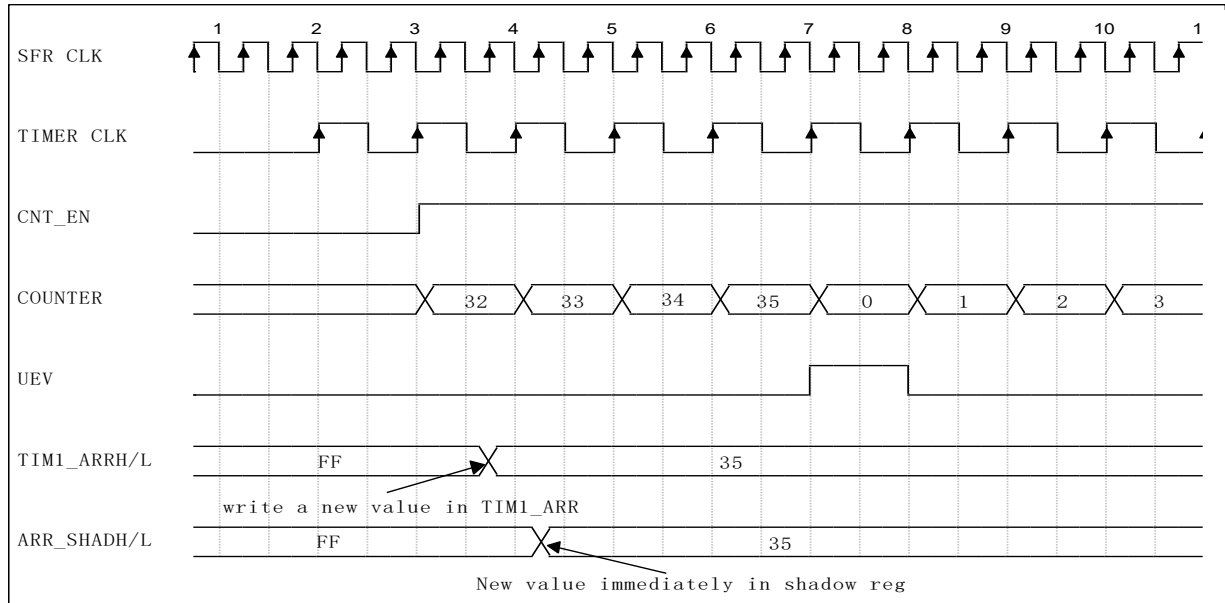 1 2 3 4 5 6 7 8 9 10 1
SFR CLK
TIMER CLK
CNT_EN
COUNTER 32 33 34 35 0 1 2 3
UEV
TIM1_ARRH/L FF 35
write a new value in TIM1_ARR
ARR_SHADH/L FF 35
New value immediately in shadow reg